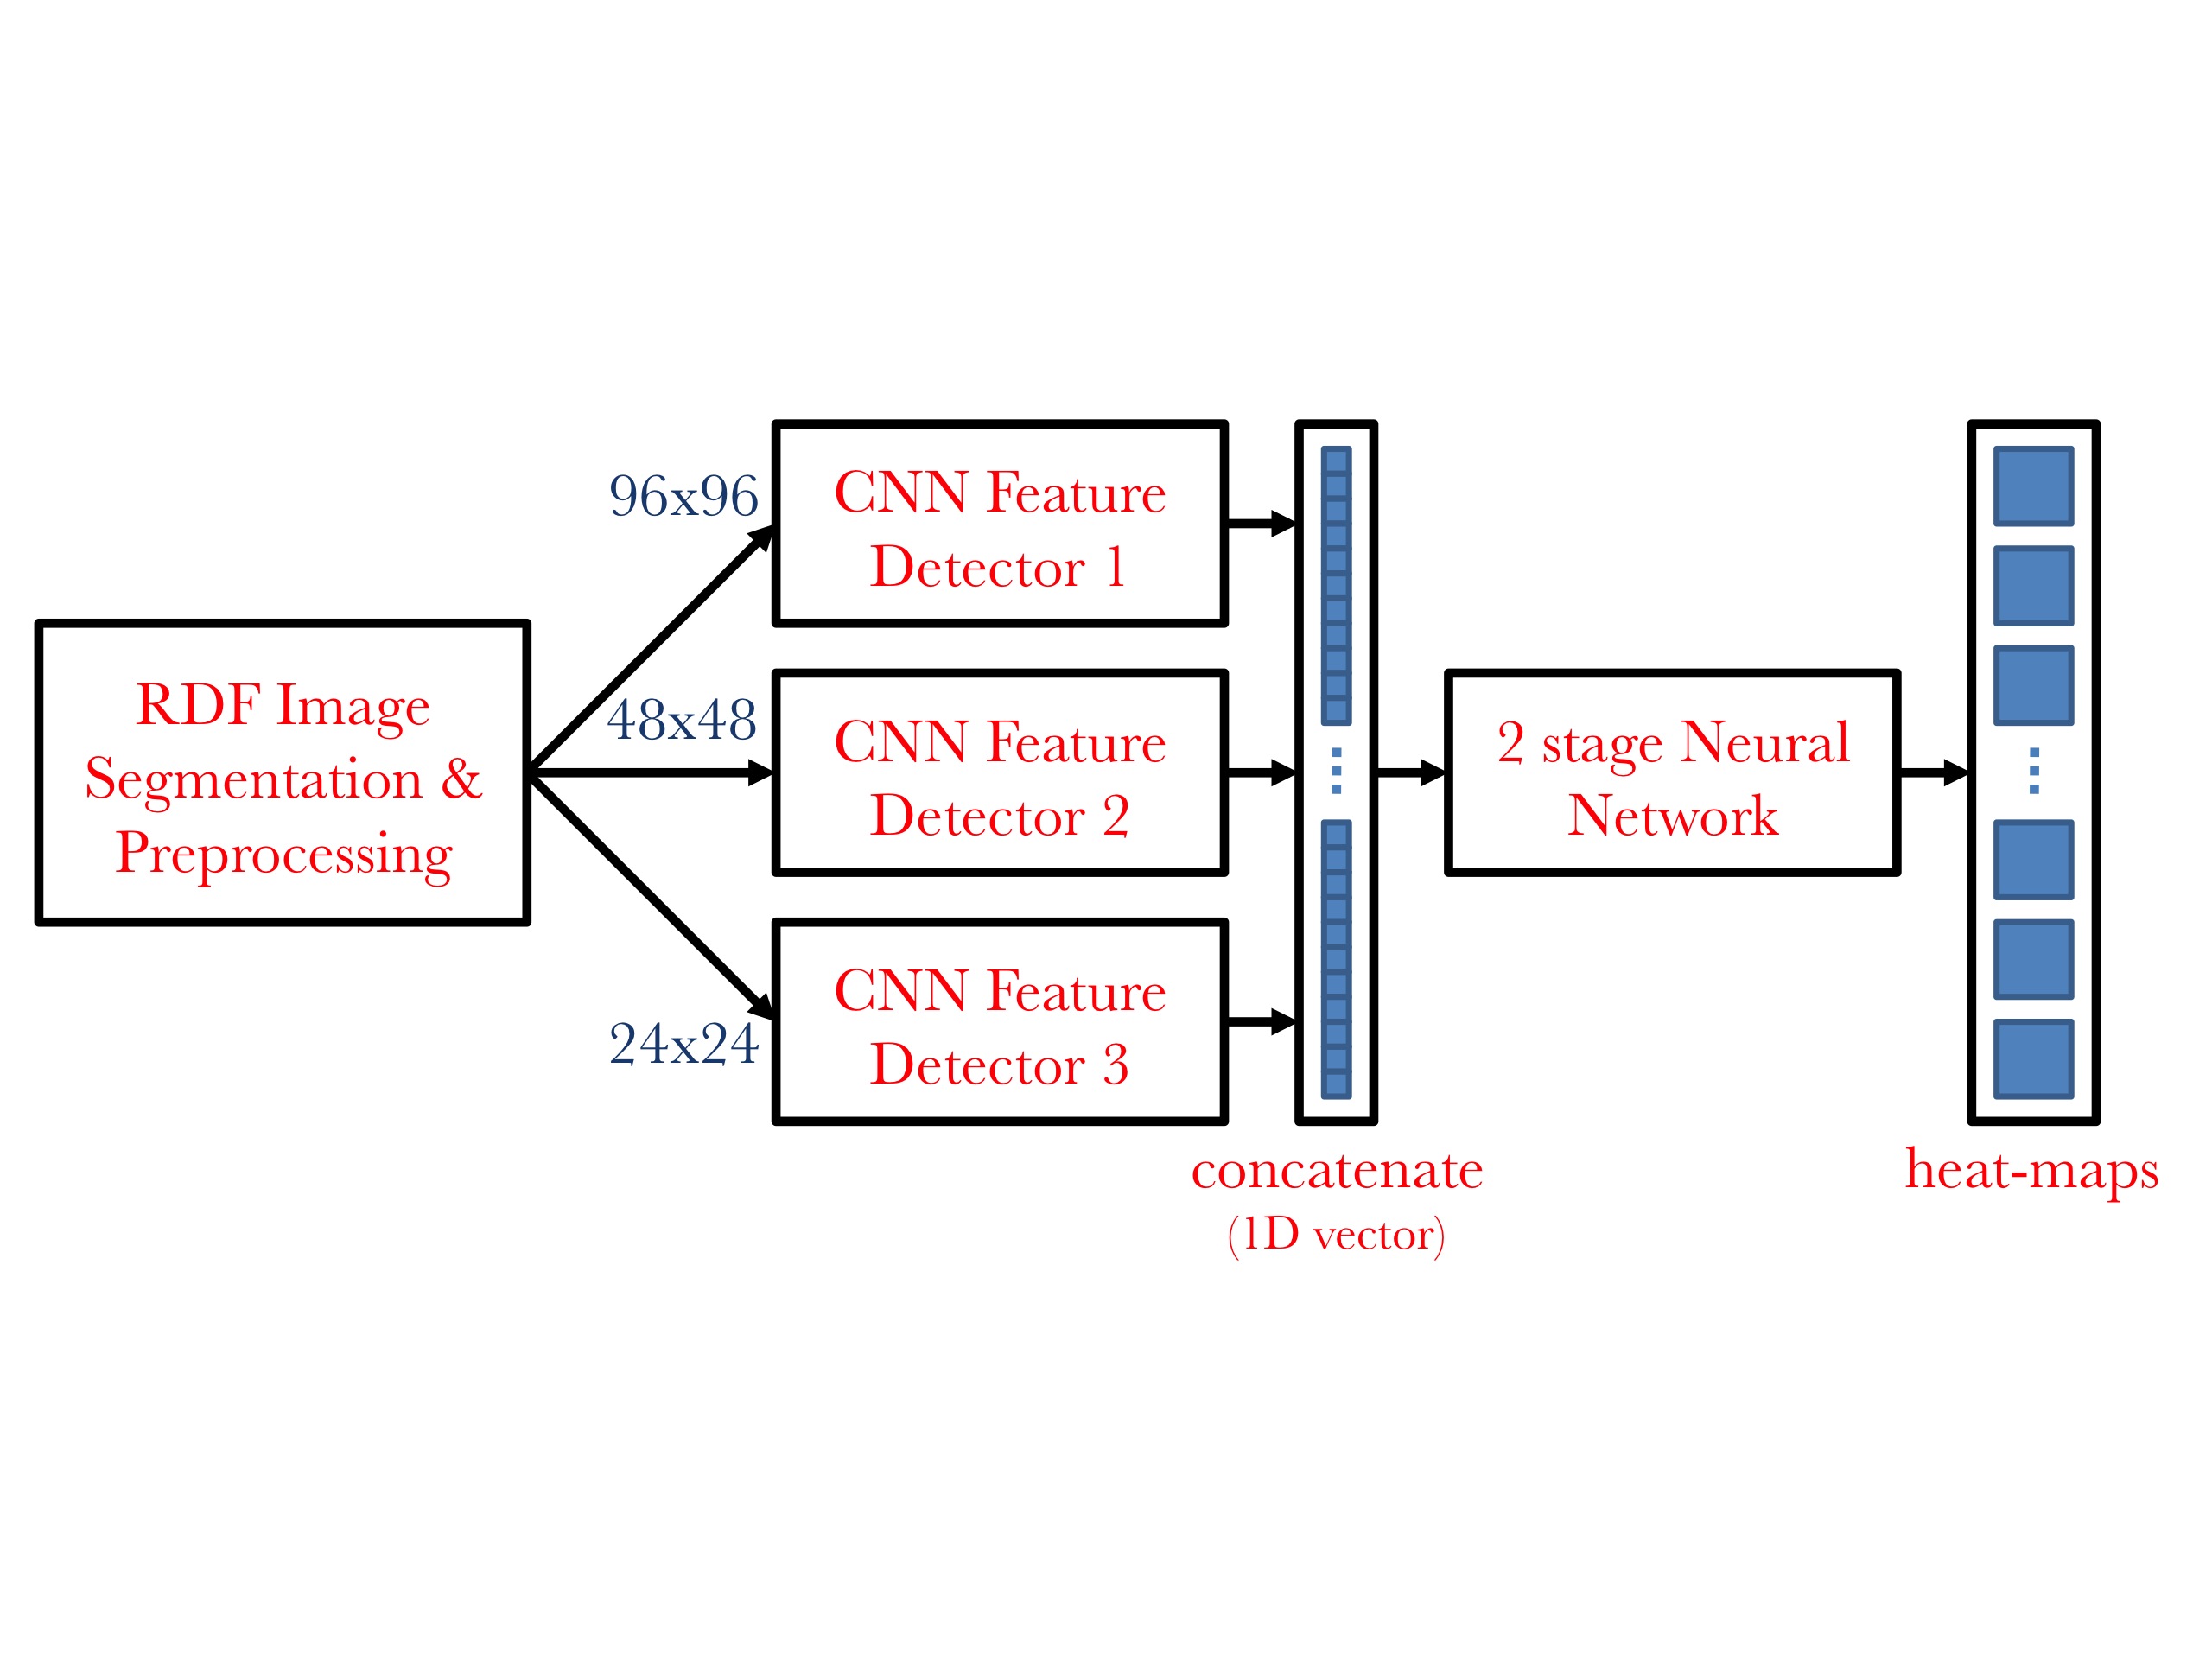 RDF Image
Segmentation &
Preprocessing
96x96
48x48
24x24
CNN Feature
Detector 1
CNN Feature
Detector 2
CNN Feature
Detector 3
concatenate
(1D vector)
2 stage Neural
Network
heat-maps